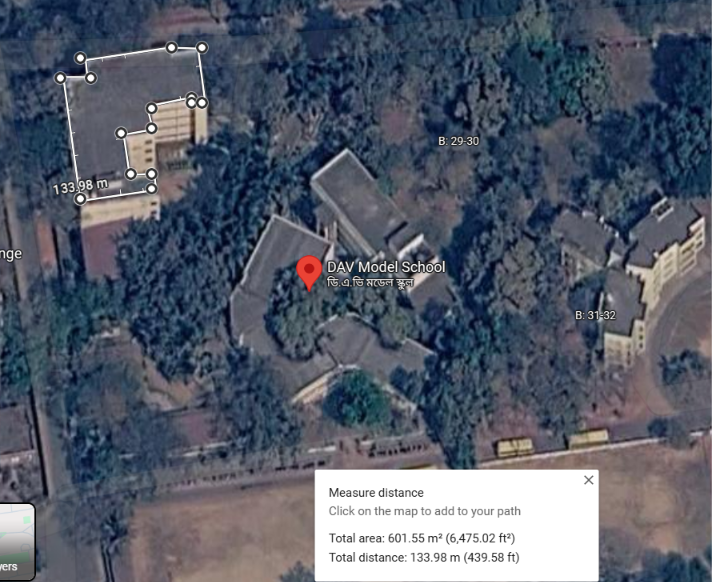 B: 29-30
133.98 m
nge
DAV Model School
ডি.এ.ভি মডেল স্কুল
B: 31-32
Measure distance
Click on the map to add to your path
Total area: 601.55 m² (6,475.02 ft²)
Total distance: 133.98 m (439.58 ft)
yers